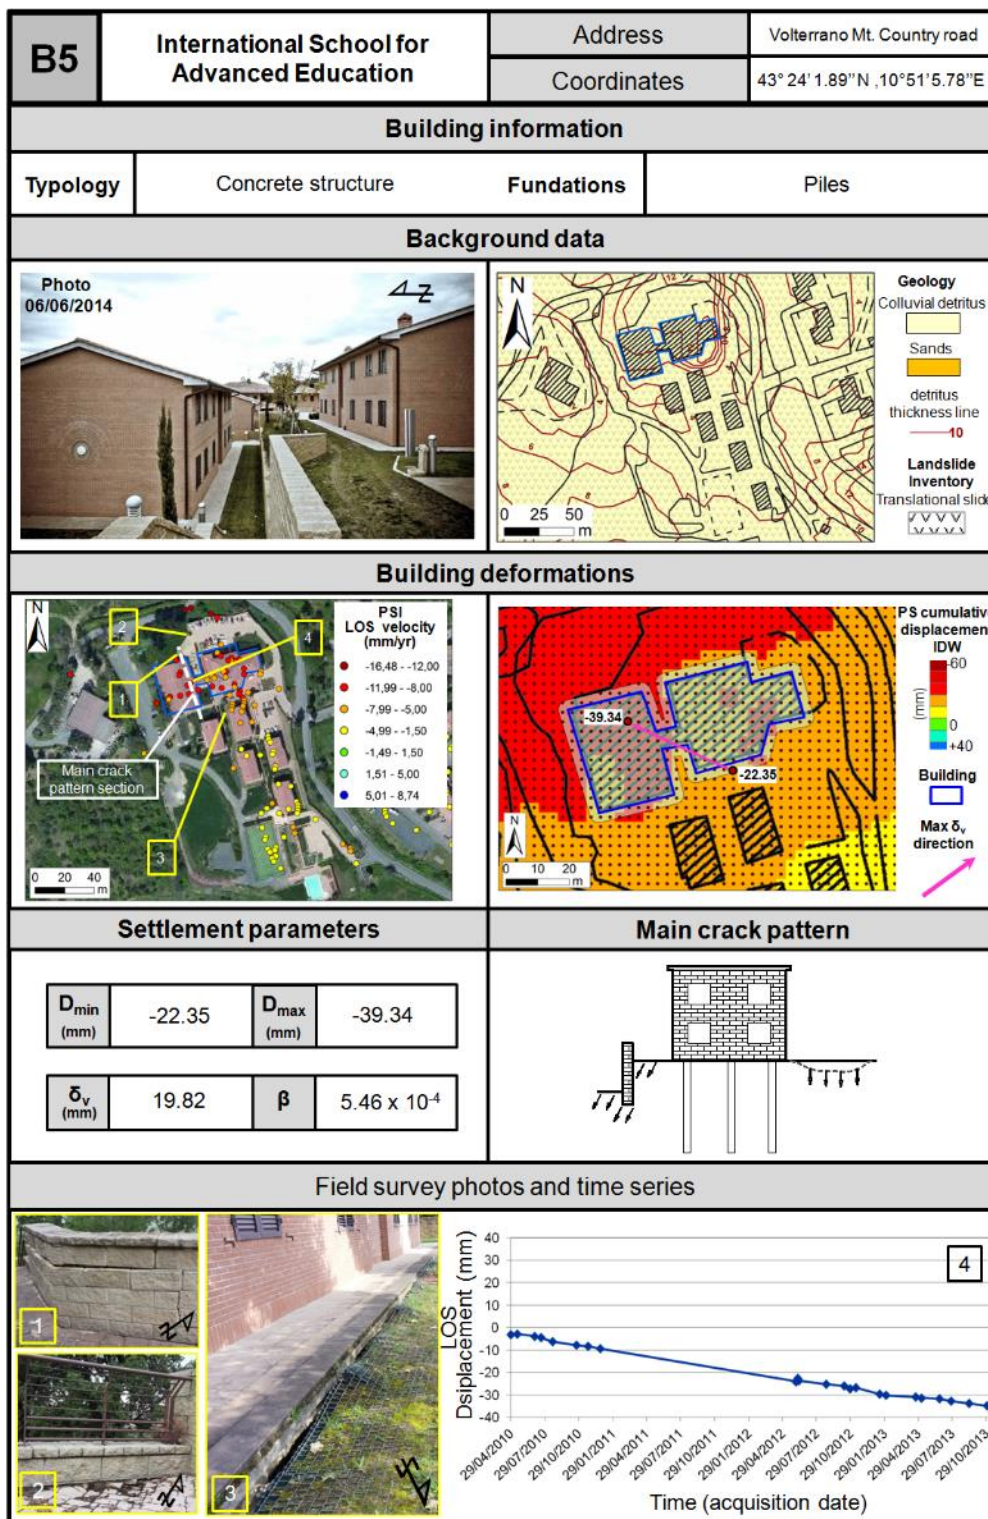 B5
International School for
Advanced Education
Address
Volterrano Mt. Country road
Coordinates
43° 24' 1.89" N ,10° 51' 5.78" E
Building information
Typology
Concrete structure
Fundations
Piles
Background data
Photo
06/06/2014
N
N
0 25 50
m
Geology
Colluvial detritus
Sands
detritus
thickness line
10
Landslide
Inventory
Translational slide
Building deformations
N
1
2
3
4
Main crack
pattern section
0 20 40
m
PSI
LOS velocity
(mm/yr)
-16,48 - -12,00
-11,99 - -8,00
-7,99 - -5,00
-4,99 - -1,50
-1,49 - 1,50
1,51 - 5,00
5,01 - 8,74
-39.34
-22.35
N
0 10 20
m
PS cumulative
displacement
IDW
-60
(mm)
0
+40
Building
Max δv
direction
Settlement parameters
Main crack pattern
Dmin
(mm)
-22.35
Dmax
(mm)
-39.34
δv
(mm)
19.82
β
5.46 x 10-4
Field survey photos and time series
1
N
2
N
3
4
LOS
Dsiplacement (mm)
40
30
20
10
0
-10
-20
-30
-40
29/04/2010
29/07/2010
29/10/2010
29/01/2011
29/04/2011
29/07/2011
29/10/2011
29/01/2012
29/04/2012
29/07/2012
29/10/2012
29/01/2013
29/04/2013
29/07/2013
29/10/2013
Time (acquisition date)